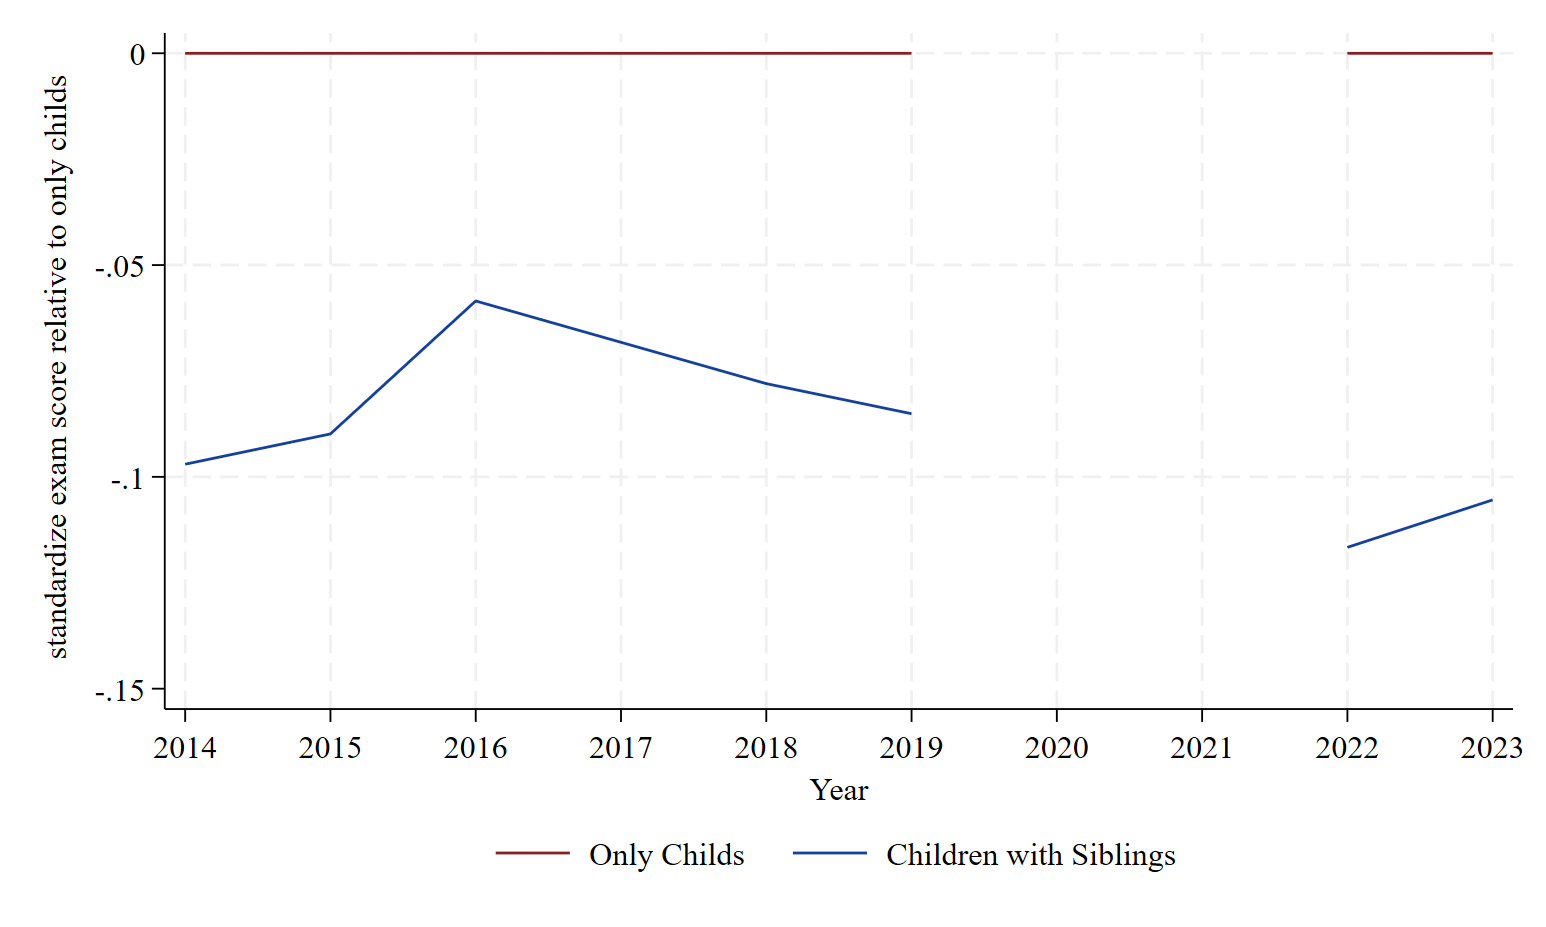 standardize exam score relative to only childs
0
-.05
-.1
-.15
2014 2015 2016 2017 2018 2019 2020 2021 2022 2023
Year
Only Childs Children with Siblings